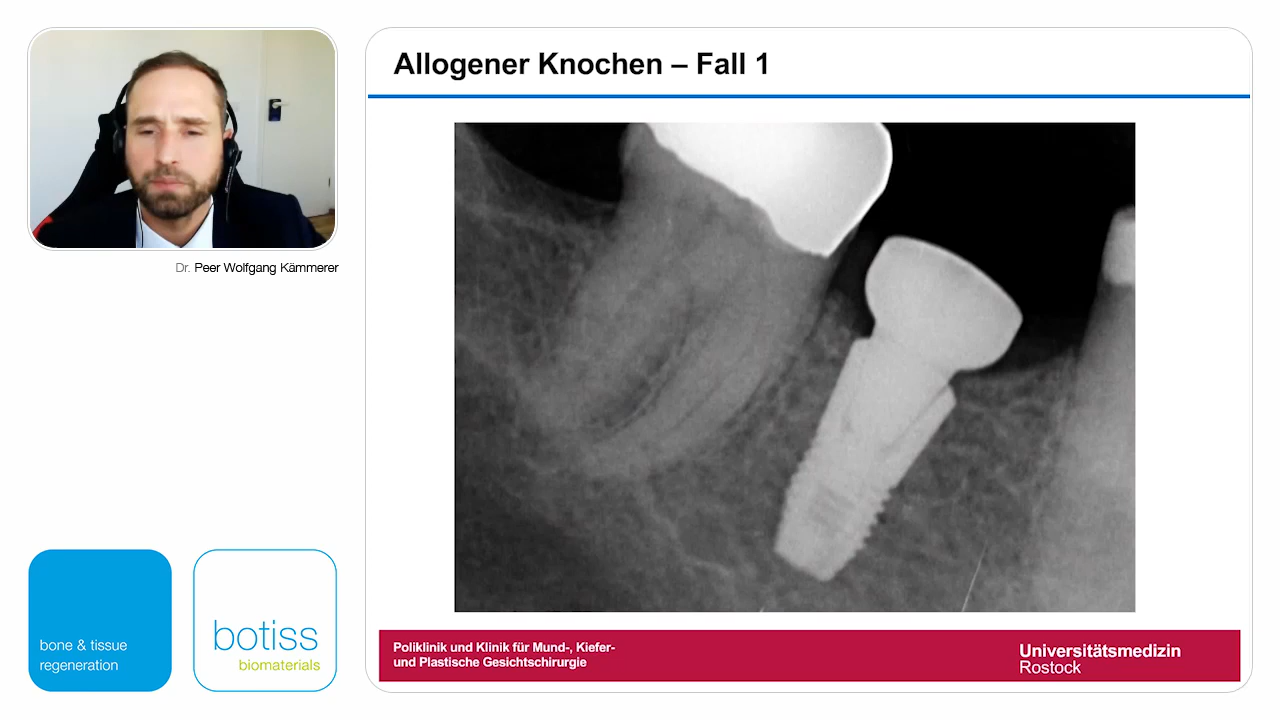 Allogener Knochen – Fall 1
Dr. Peer Wolfgang Kämmerer
bone & tissue
regeneration
botiss
biomaterials
Poliklinik und Klinik für Mund-, Kiefer-
und Plastische Gesichtschirurgie
Universitätsmedizin
Rostock